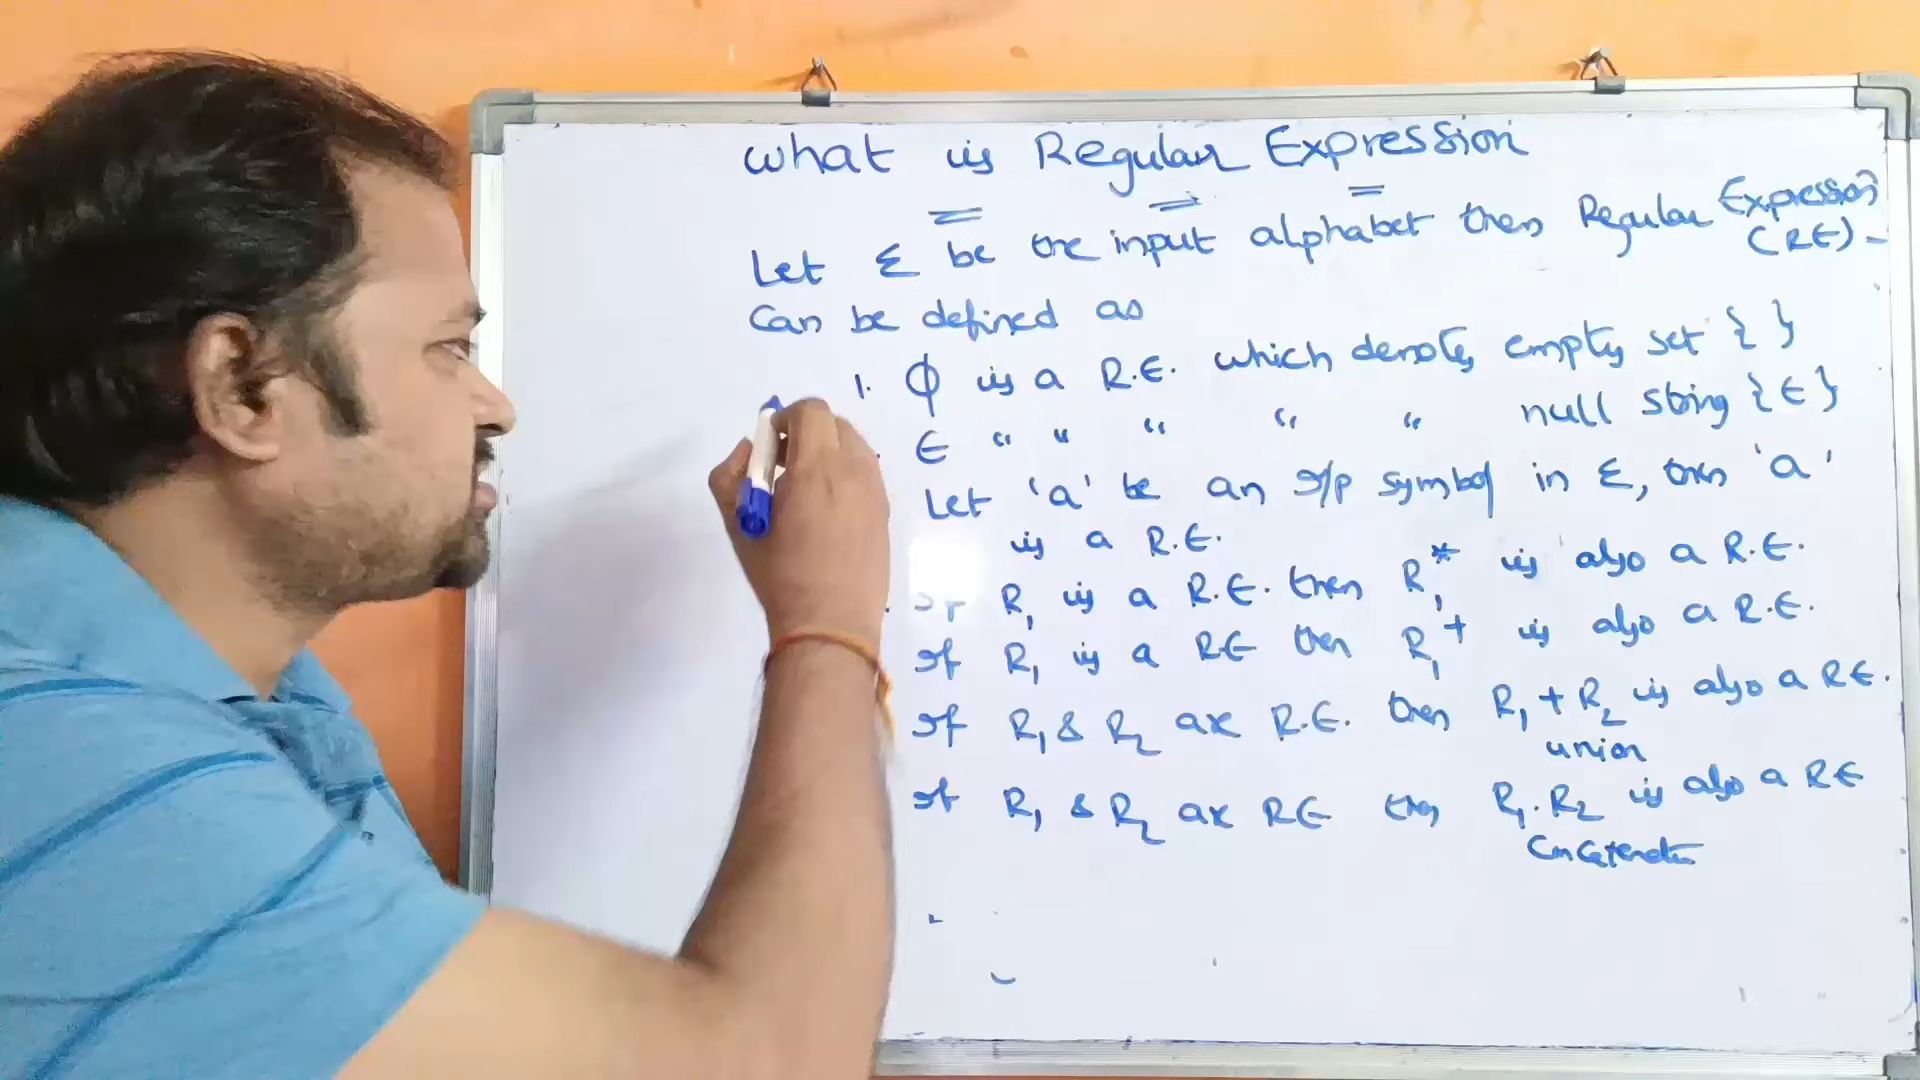 What is Regular Expression
Let Σ be the input alphabet then Regular Expression (RE) -
Can be defined as
1. Φ is a R.E. which denotes empty set { }
∈ " " " " " null string {∈}
Let 'a' be an I/p symbol in Σ, then 'a'
is a R.E.
If R₁ is a R.E. then R₁* is also a R.E.
If R₁ is a RE then R₁⁺ is also a R.E.
If R₁ & R₂ are R.E. then R₁ + R₂ is also a RE.
union
If R₁ & R₂ are RE then R₁.R₂ is also a RE